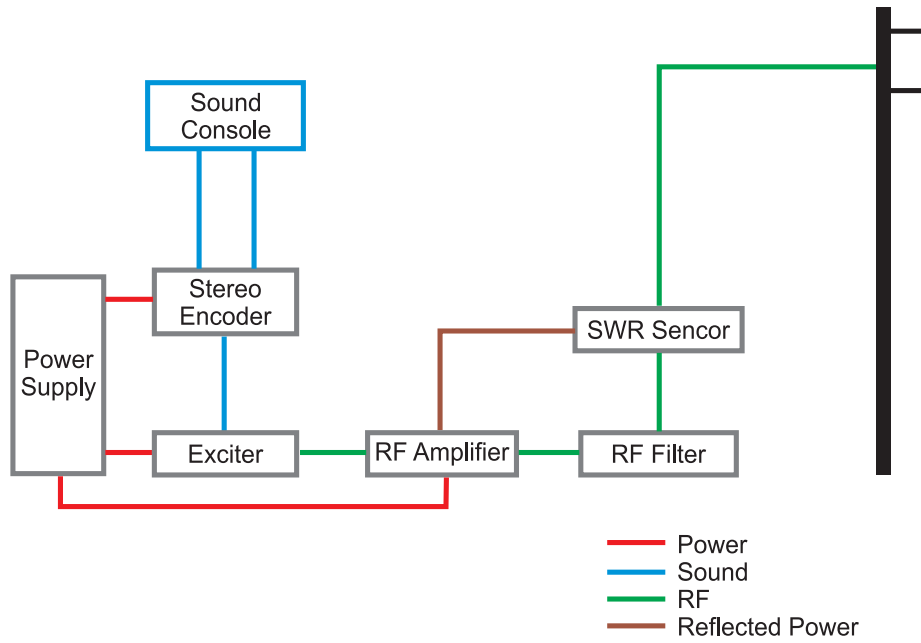 Sound
Console
Stereo
Encoder
SWR Sencor
Power
Supply
Exciter
RF Amplifier
RF Filter
Power
Sound
RF
Reflected Power